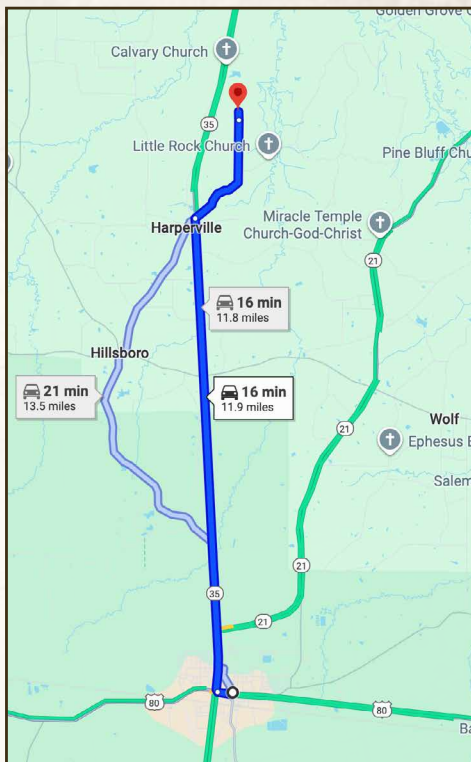 Golden Grove C
Calvary Church
35
Little Rock Church
Pine Bluff Chu
Harperville
Miracle Temple
Church-God-Christ
21
16 min
11.8 miles
Hillsboro
21 min
13.5 miles
16 min
11.9 miles
Wolf
21
Ephesus B
Salem
21
35
21
80
80
Ba